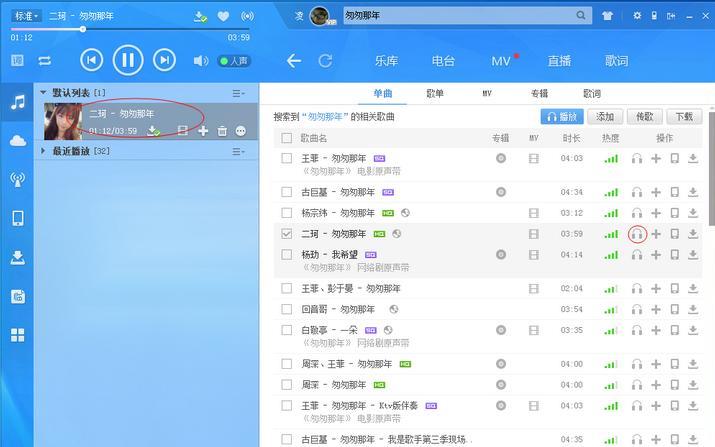 标准 二珂 - 匆匆那年
01:12 03:59
词 人声
凌 VIP 匆匆那年
乐库 电台 MV 直播 歌词
默认列表 [1]
二珂 - 匆匆那年
01:12/03:59
最近播放 [32]
单曲 歌单 MV 专辑 歌词
搜索到“匆匆那年”的相关歌曲 播放 添加 传歌 下载
歌曲名 专辑 MV 时长 热度 操作
王菲 - 匆匆那年 SQ 04:03
《匆匆那年》 电影原声带
古巨基 - 匆匆那年 SQ 04:34
杨宗纬 - 匆匆那年 HQ 03:12
二珂 - 匆匆那年 HQ 03:59
杨玏 - 我希望 SQ 04:14
《匆匆那年》 网络剧原声带
王菲、彭于晏 - 匆匆那年 02:04
回音哥 - 匆匆那年 03:54
白敬亭 - 一朵 SQ 03:35
《匆匆那年》 网络剧原声带
周深、王菲 - 匆匆那年 HQ 04:00
周深 - 匆匆那年 HQ 04:00
王菲 - 匆匆那年 - Ktv版伴奏 SQ 04:03
《匆匆那年》 电影原声带
古巨基 - 匆匆那年 - 我是歌手第三季现场.. 04:36